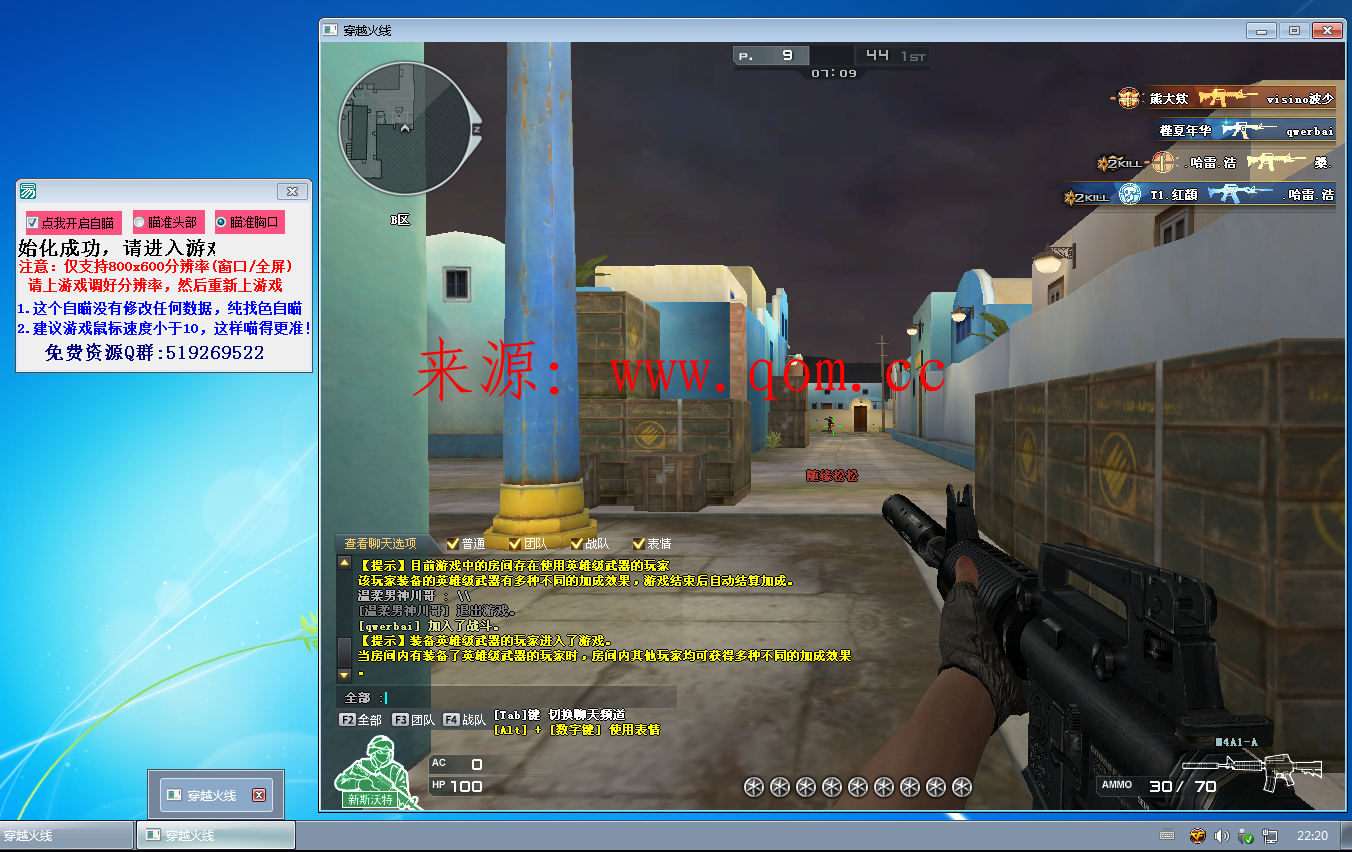 穿越火线
P. 9 44 1ST
07:09
熊大欸 visino波少
槿夏年华 qwerbai
2KILL .哈雷.浩
2KILL T1.红颜 .哈雷.浩
B区
点我开启自瞄 瞄准头部 瞄准胸口
始化成功，请进入游戏
注意：仅支持800x600分辨率(窗口/全屏)
请上游戏调好分辨率，然后重新上游戏
1.这个自瞄没有修改任何数据，纯找色自瞄
2.建议游戏鼠标速度小于10，这样瞄得更准!
免费资源Q群:519269522
来源：www.qom.cc
随缘松松
查看聊天选项 普通 团队 战队 表情
【提示】目前游戏中的房间存在使用英雄级武器的玩家
该玩家装备的英雄级武器有多种不同的加成效果，游戏结束后自动结算加成。
温柔男神川哥 : \\
[温柔男神川哥] 退出游戏。
[qwerbai] 加入了战斗。
【提示】装备英雄级武器的玩家进入了游戏。
当房间内有装备了英雄级武器的玩家时，房间内其他玩家均可获得多种不同的加成效果
。
全部 :
F2 全部 F3 团队 F4 战队 [Tab]键 切换聊天频道
[Alt] + [数字键] 使用表情
AC 0
HP 100
新斯沃特
M4A1-A
AMMO 30/ 70
穿越火线
穿越火线
穿越火线
22:20